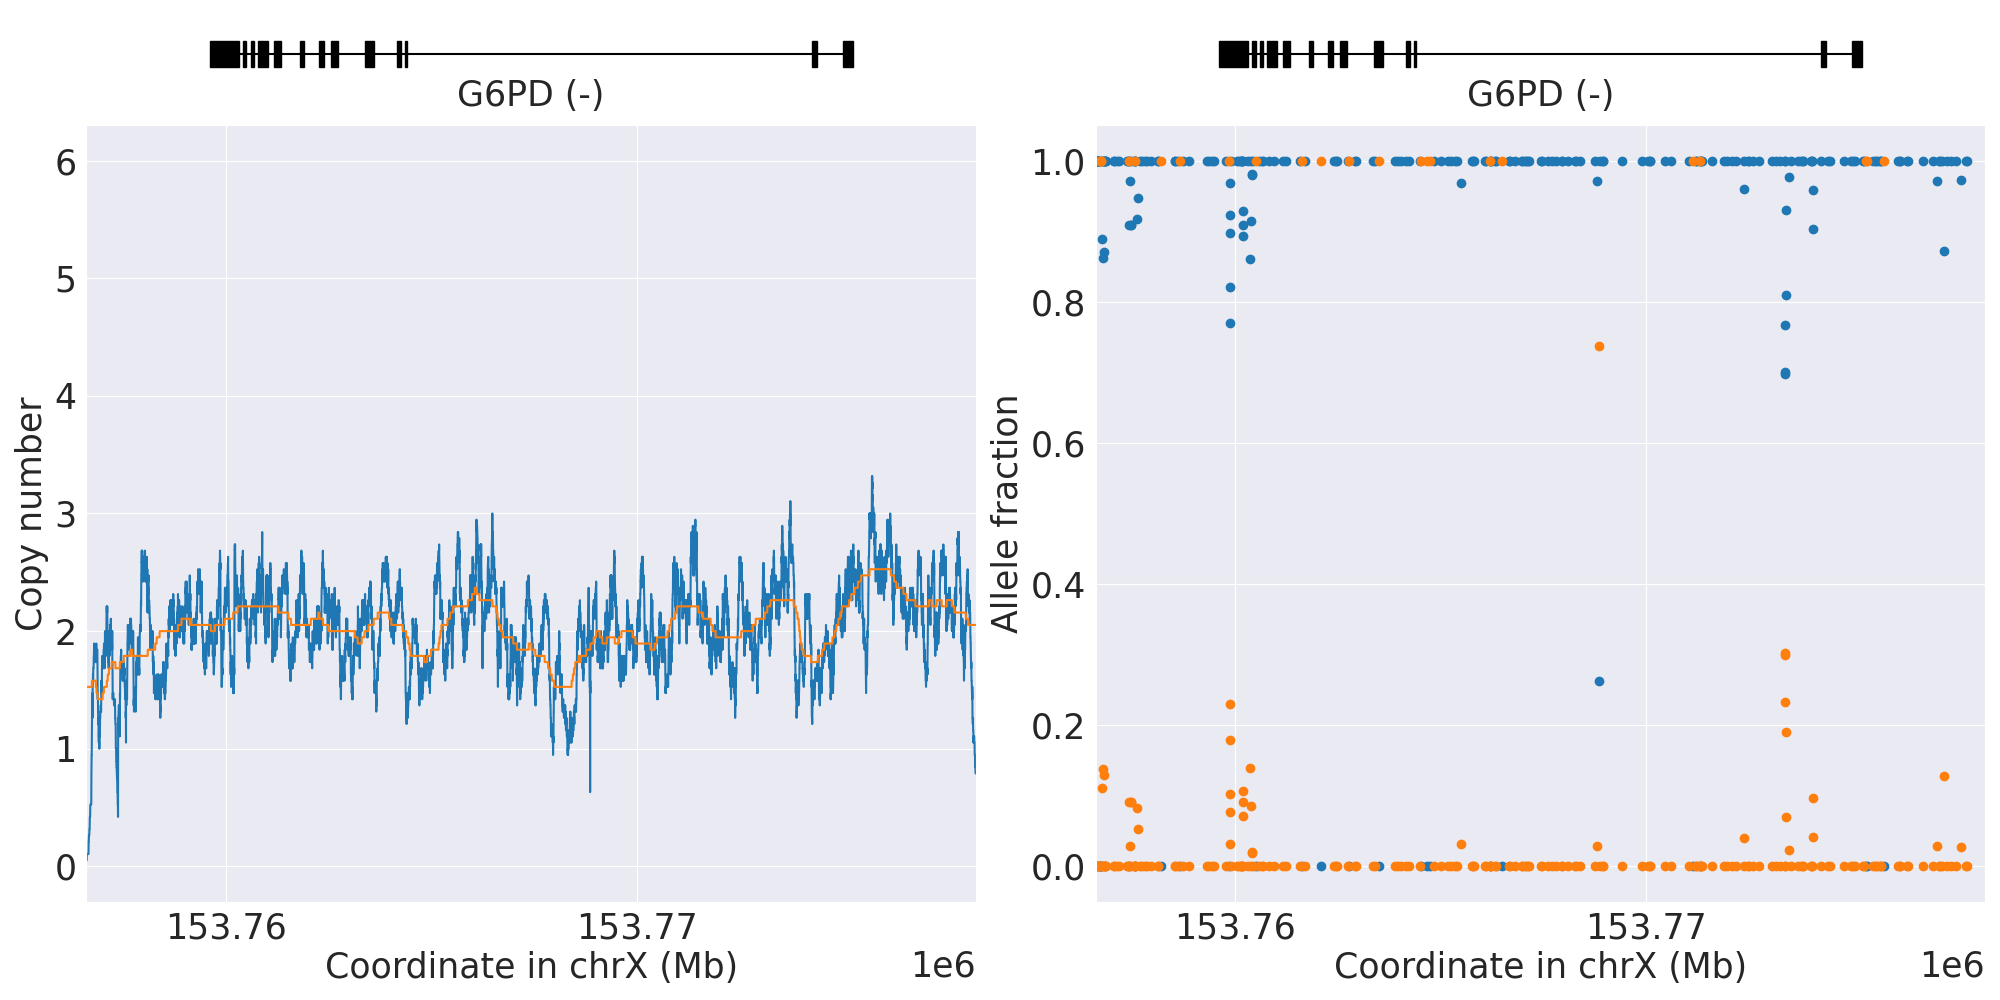 G6PD (-)
6
5
4
3
2
1
0
Copy number
153.76
153.77
Coordinate in chrX (Mb)
1e6
G6PD (-)
1.0
0.8
0.6
0.4
0.2
0.0
Allele fraction
153.76
153.77
Coordinate in chrX (Mb)
1e6